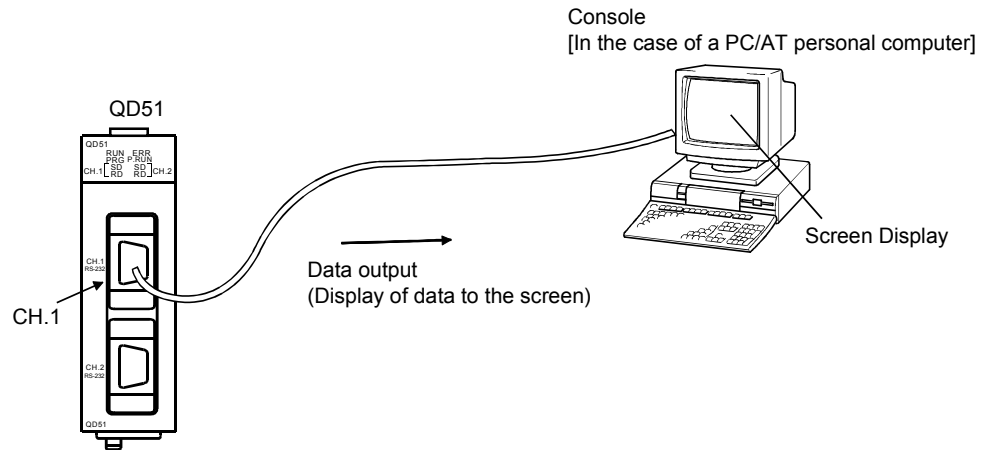 Console
[In the case of a PC/AT personal computer]
QD51
QD51
RUN ERR
PRG P.RUN
CH.1 SD SD CH.2
RD RD
Screen Display
CH.1
RS-232
Data output
(Display of data to the screen)
CH.1
CH.2
RS-232
QD51